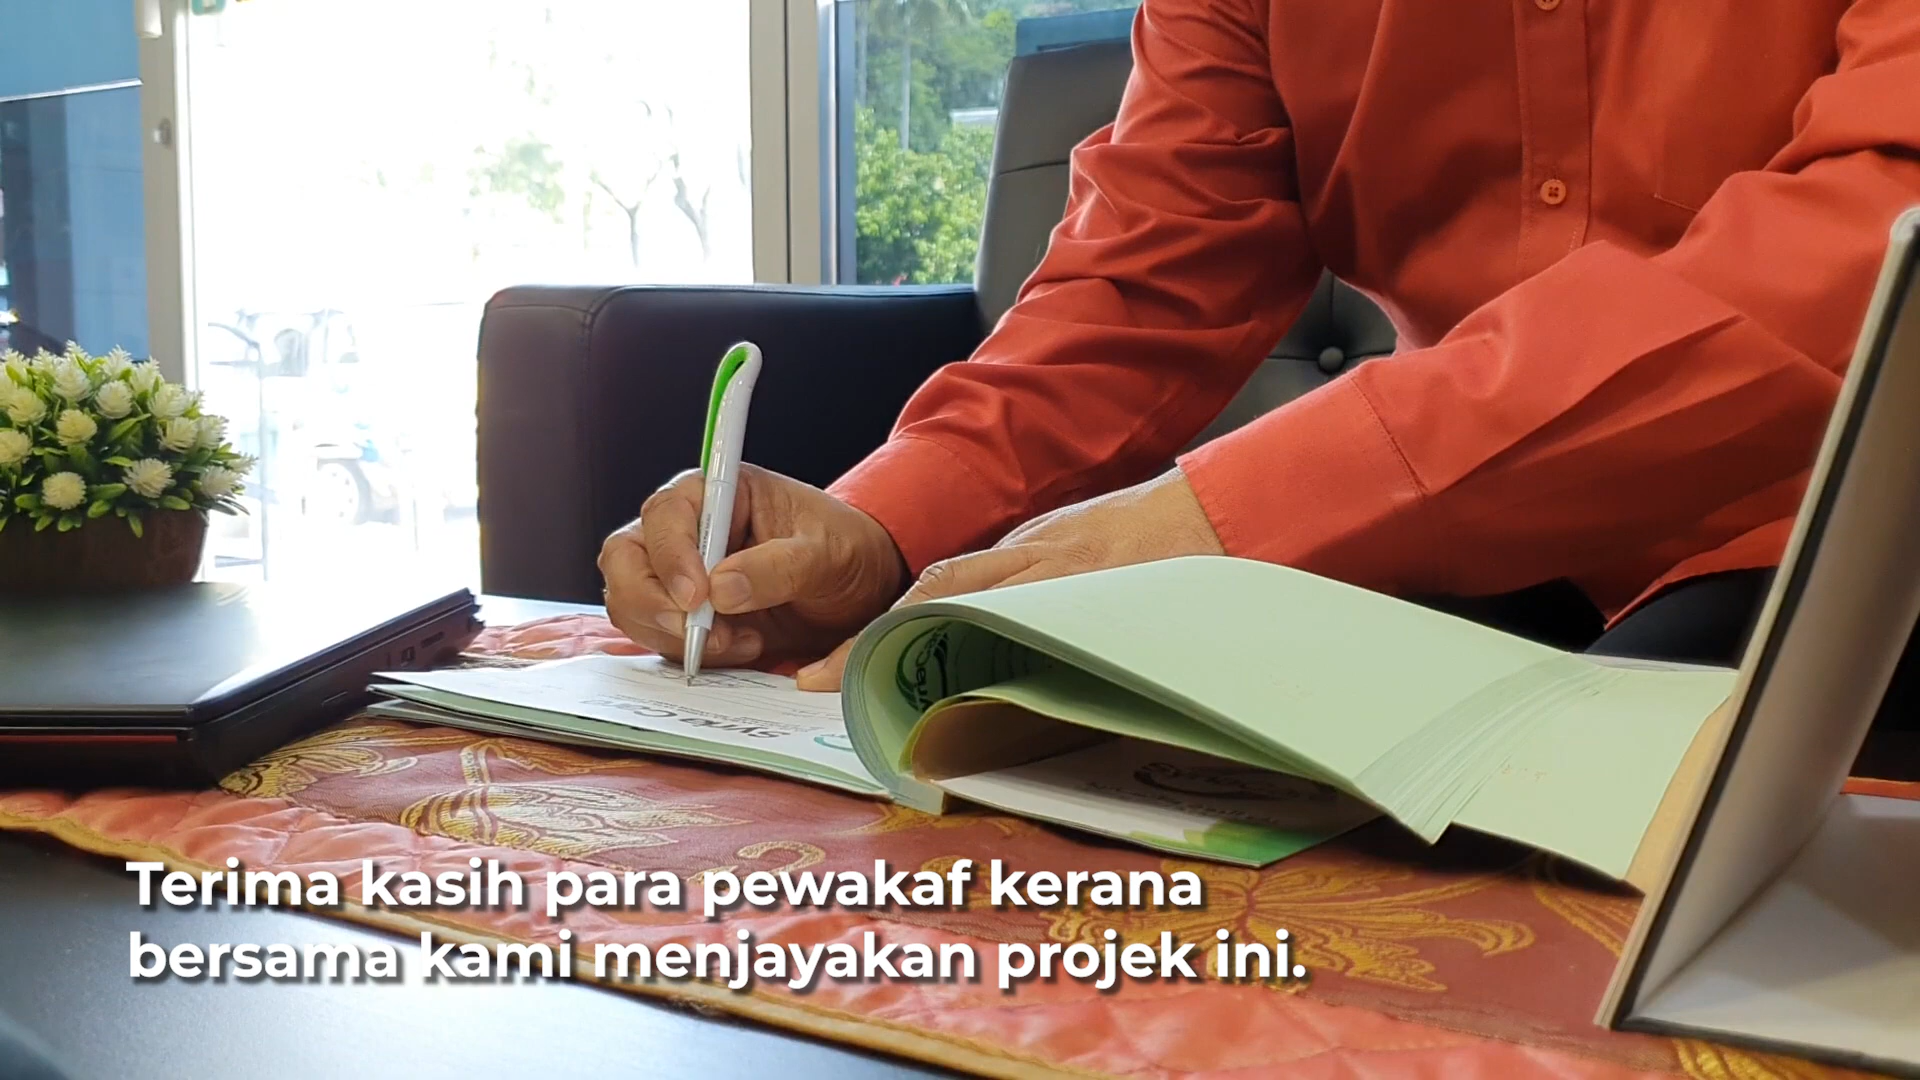 Terima kasih para pewakaf kerana
bersama kami menjayakan projek ini.